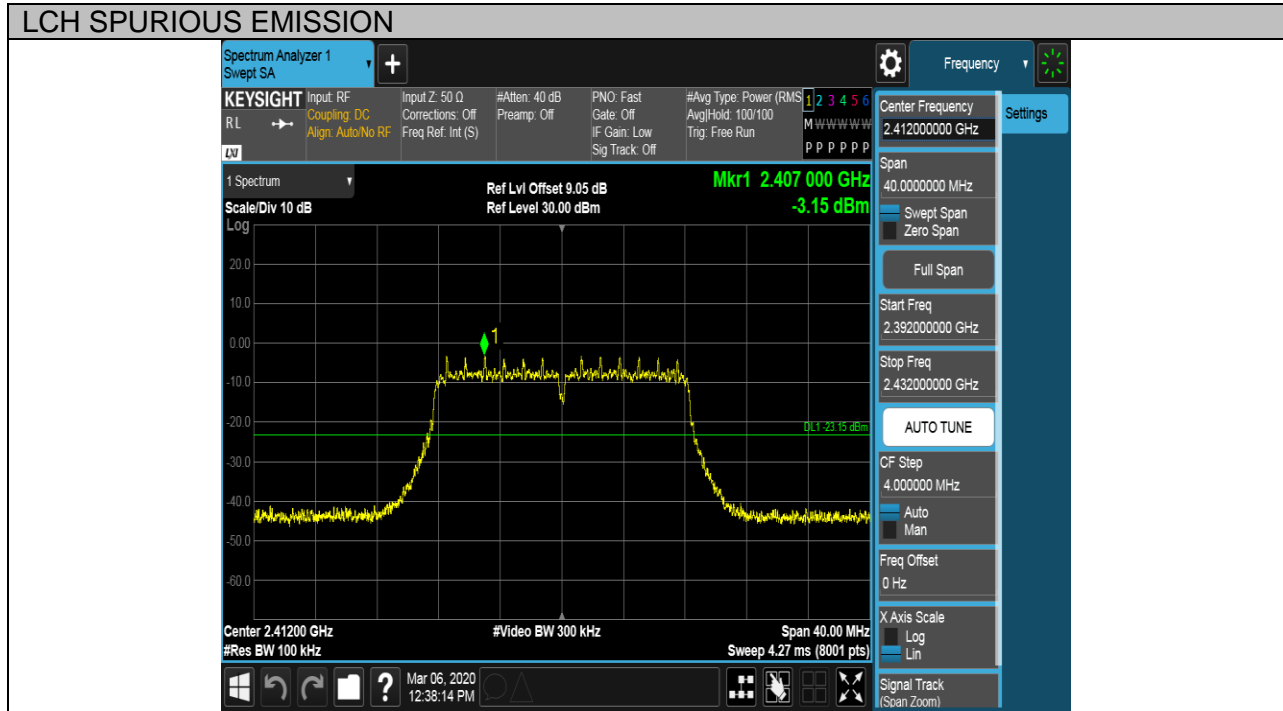 LCH SPURIOUS EMISSION
Spectrum Analyzer 1
Swept SA
+
Frequency
KEYSIGHT
RL
LXI
Input: RF
Coupling: DC
Align: Auto/No RF
Input Z: 50 Ω
Corrections: Off
Freq Ref: Int (S)
#Atten: 40 dB
Preamp: Off
PNO: Fast
Gate: Off
IF Gain: Low
Sig Track: Off
#Avg Type: Power (RMS
Avg|Hold: 100/100
Trig: Free Run
1 2 3 4 5 6
M W W W W W
P P P P P P
1 Spectrum
Scale/Div 10 dB
Ref Lvl Offset 9.05 dB
Ref Level 30.00 dBm
Mkr1 2.407 000 GHz
-3.15 dBm
Log
20.0
10.0
0.00
-10.0
-20.0
-30.0
-40.0
-50.0
-60.0
1
DL1 -23.15 dBm
Center 2.41200 GHz
#Res BW 100 kHz
#Video BW 300 kHz
Span 40.00 MHz
Sweep 4.27 ms (8001 pts)
?
Mar 06, 2020
12:38:14 PM
Center Frequency
2.412000000 GHz
Settings
Span
40.0000000 MHz
Swept Span
Zero Span
Full Span
Start Freq
2.392000000 GHz
Stop Freq
2.432000000 GHz
AUTO TUNE
CF Step
4.000000 MHz
Auto
Man
Freq Offset
0 Hz
X Axis Scale
Log
Lin
Signal Track
(Span Zoom)